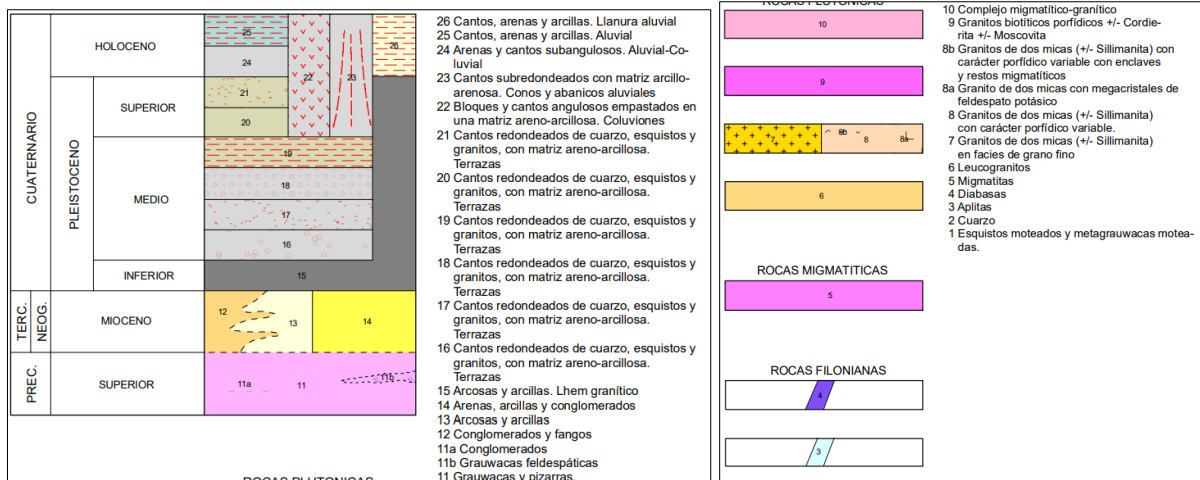 HOLOCENO
CUATERNARIO
PLEISTOCENO
SUPERIOR
MEDIO
INFERIOR
TERC.
NEOG.
MIOCENO
PREC.
SUPERIOR
25
24
22
23
26
21
20
19
18
17
16
15
12
13
14
11a
11
11b
ROCAS PLUTONICAS
26 Cantos, arenas y arcillas. Llanura aluvial
25 Cantos, arenas y arcillas. Aluvial
24 Arenas y cantos subangulosos. Aluvial-Co-
luvial
23 Cantos subredondeados con matriz arcillo-
arenosa. Conos y abanicos aluviales
22 Bloques y cantos angulosos empastados en
una matriz areno-arcillosa. Coluviones
21 Cantos redondeados de cuarzo, esquistos y
granitos, con matriz areno-arcillosa.
Terrazas
20 Cantos redondeados de cuarzo, esquistos y
granitos, con matriz areno-arcillosa.
Terrazas
19 Cantos redondeados de cuarzo, esquistos y
granitos, con matriz areno-arcillosa.
Terrazas
18 Cantos redondeados de cuarzo, esquistos y
granitos, con matriz areno-arcillosa.
Terrazas
17 Cantos redondeados de cuarzo, esquistos y
granitos, con matriz areno-arcillosa.
Terrazas
16 Cantos redondeados de cuarzo, esquistos y
granitos, con matriz areno-arcillosa.
Terrazas
15 Arcosas y arcillas. Lhem granítico
14 Arenas, arcillas y conglomerados
13 Arcosas y arcillas
12 Conglomerados y fangos
11a Conglomerados
11b Grauwacas feldespáticas
11 Grauwacas y pizarras.
ROCAS PLUTONICAS
10
9
7
8b
8
8a
6
ROCAS MIGMATITICAS
5
ROCAS FILONIANAS
4
3
10 Complejo migmatítico-granítico
9 Granitos biotíticos porfídicos +/- Cordie-
rita +/- Moscovita
8b Granitos de dos micas (+/- Sillimanita) con
carácter porfídico variable con enclaves
y restos migmatíticos
8a Granito de dos micas con megacristales de
feldespato potásico
8 Granitos de dos micas (+/- Sillimanita)
con carácter porfídico variable.
7 Granitos de dos micas (+/- Sillimanita)
en facies de grano fino
6 Leucogranitos
5 Migmatitas
4 Diabasas
3 Aplitas
2 Cuarzo
1 Esquistos moteados y metagrauwacas motea-
das.